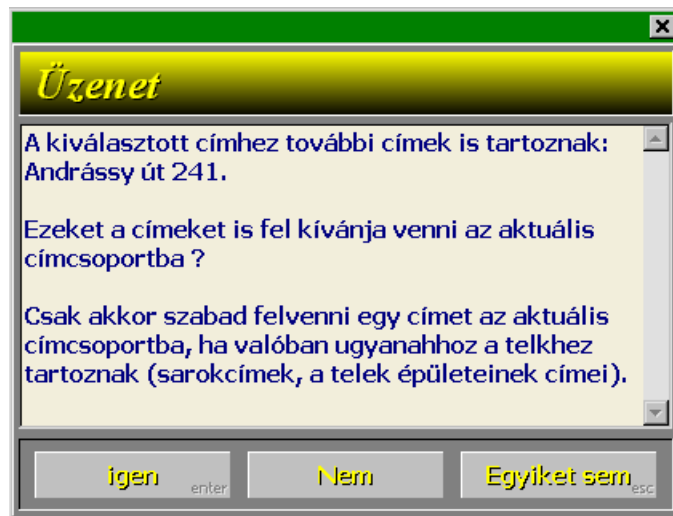 Üzenet
A kiválasztott címhez további címek is tartoznak:
Andrássy út 241.
Ezeket a címeket is fel kívánja venni az aktuális
címcsoportba ?
Csak akkor szabad felvenni egy címet az aktuális
címcsoportba, ha valóban ugyanahhoz a telkhez
tartoznak (sarokcímek, a telek épületeinek címei).
igen enter
Nem
Egyiket sem esc